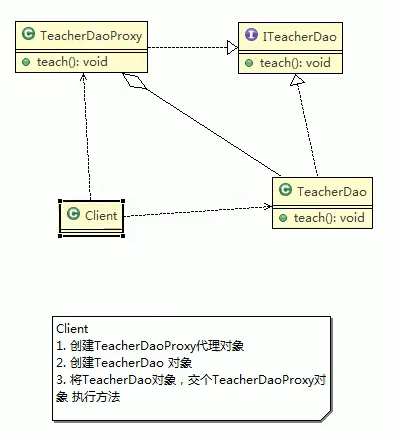 TeacherDaoProxy
teach(): void
ITeacherDao
teach(): void
TeacherDao
teach(): void
Client
Client
1. 创建TeacherDaoProxy代理对象
2. 创建TeacherDao 对象
3. 将TeacherDao对象，交个TeacherDaoProxy对
象 执行方法